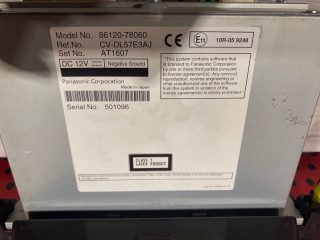 Model No. 86120-78060
Ref.No. CV-DL57E3AJ
Set No. AT1607
DC 12V Negative Ground
Panasonic Corporation
Made in Japan
Serial No. 501096
CE E11 10R-05 9248
This system includes software that is
licensed to Panasonic Corporation
by one or more third parties pursuant
to license agreement(s). Any removal,
reproduction, reverse engineering or
other unauthorized use of the software
from this system in violation of the
license agreement(s) is strictly prohibited.
CLASS 1
LASER PRODUCT